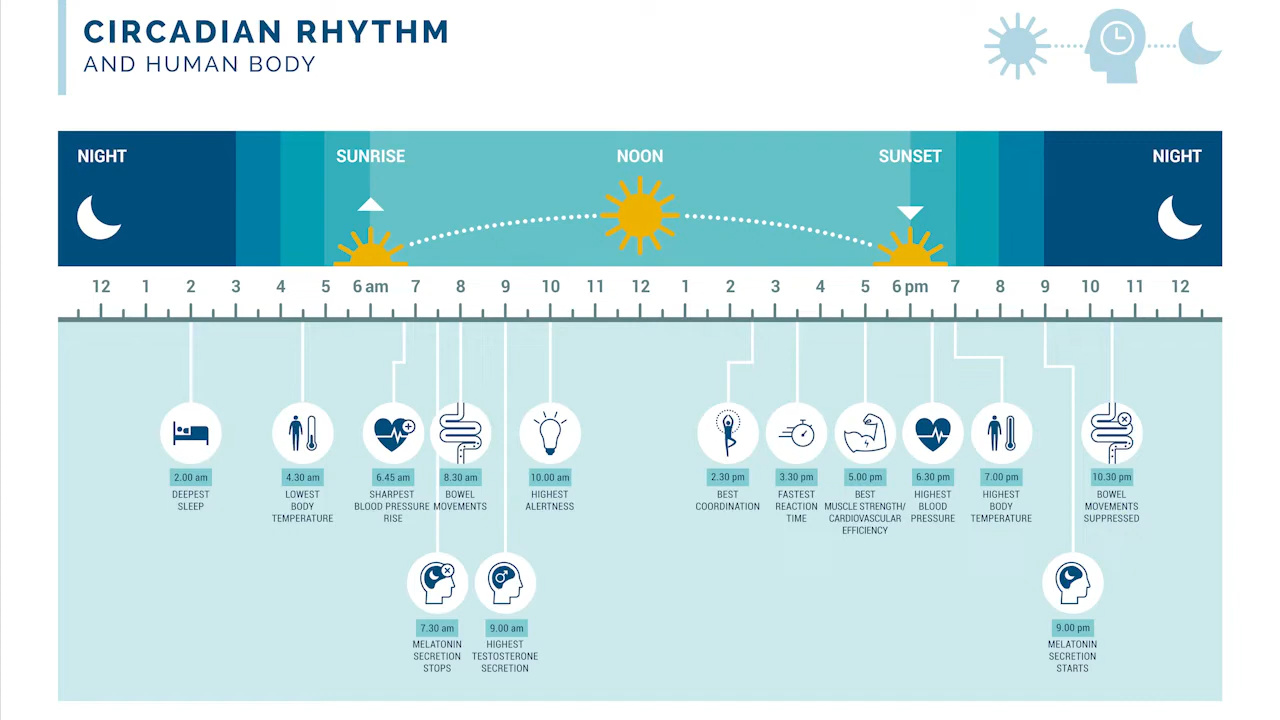 CIRCADIAN RHYTHM
AND HUMAN BODY
NIGHT
SUNRISE
NOON
SUNSET
NIGHT
12 1 2 3 4 5 6 am 7 8 9 10 11 12 1 2 3 4 5 6 pm 7 8 9 10 11 12
2.00 am
DEEPEST
SLEEP
4.30 am
LOWEST
BODY
TEMPERATURE
6.45 am
SHARPEST
BLOOD PRESSURE
RISE
8.30 am
BOWEL
MOVEMENTS
10.00 am
HIGHEST
ALERTNESS
2.30 pm
BEST
COORDINATION
3.30 pm
FASTEST
REACTION
TIME
5.00 pm
BEST
MUSCLE STRENGTH/
CARDIOVASCULAR
EFFICIENCY
6.30 pm
HIGHEST
BLOOD
PRESSURE
7.00 pm
HIGHEST
BODY
TEMPERATURE
10.30 pm
BOWEL
MOVEMENTS
SUPPRESSED
7.30 am
MELATONIN
SECRETION
STOPS
9.00 am
HIGHEST
TESTOSTERONE
SECRETION
9.00 pm
MELATONIN
SECRETION
STARTS